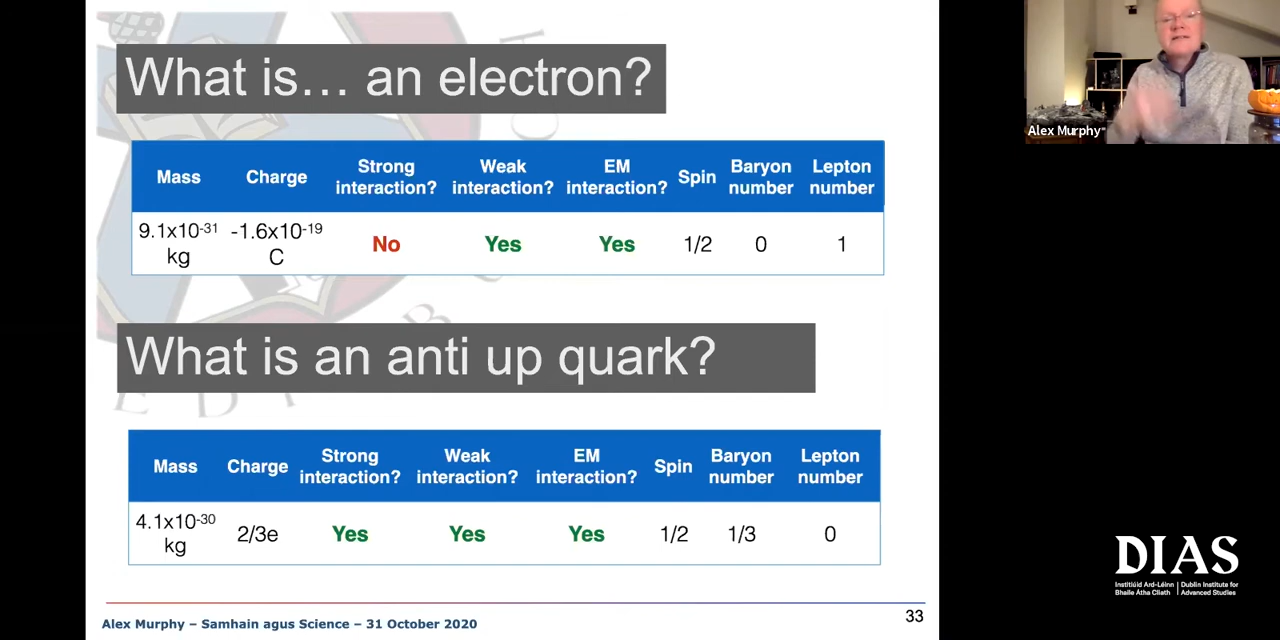 What is… an electron?
Mass Charge Strong interaction? Weak interaction? EM interaction? Spin Baryon number Lepton number
9.1x10⁻³¹ kg -1.6x10⁻¹⁹ C No Yes Yes 1/2 0 1
What is an anti up quark?
Mass Charge Strong interaction? Weak interaction? EM interaction? Spin Baryon number Lepton number
4.1x10⁻³⁰ kg 2/3e Yes Yes Yes 1/2 1/3 0
Alex Murphy – Samhain agus Science – 31 October 2020
33
Alex Murphy
DIAS
Institiúid Ard-Léinn
Bhaile Átha Cliath
Dublin Institute for
Advanced Studies